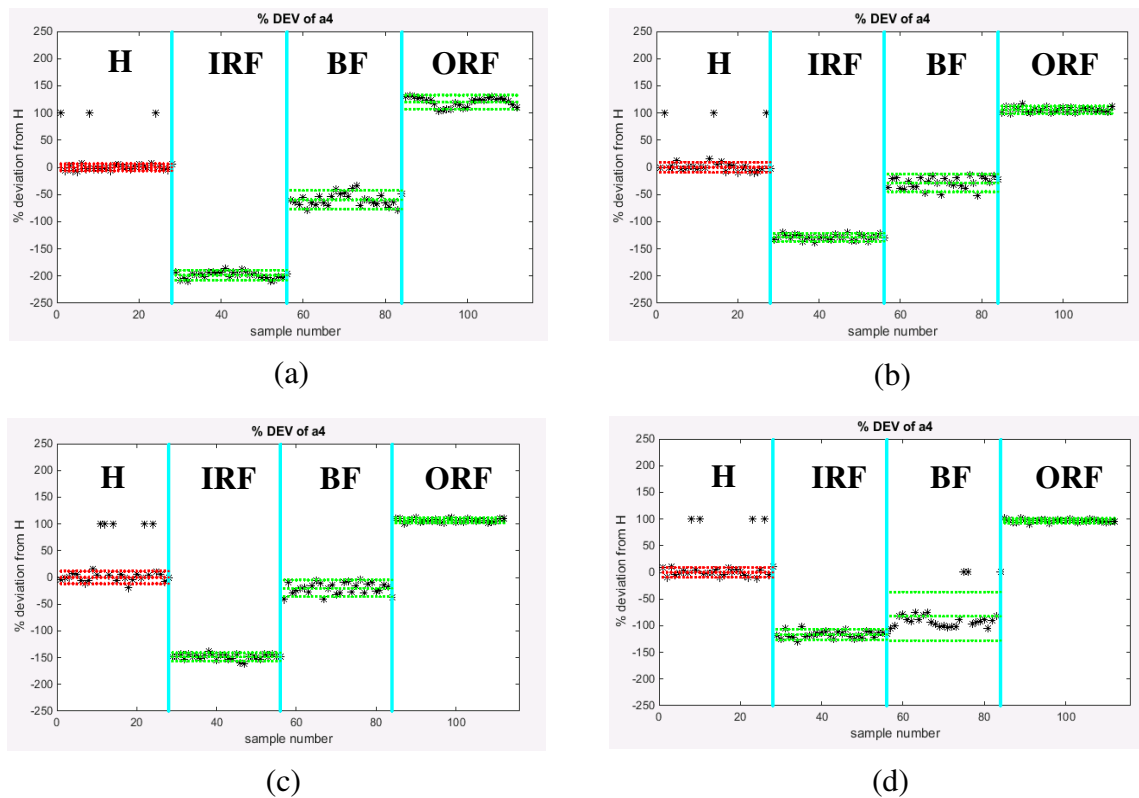 % DEV of a4
250
200
150
100
50
0
-50
-100
-150
-200
-250
% deviation from H
H IRF BF ORF
0 20 40 60 80 100
sample number
(a)
% DEV of a4
250
200
150
100
50
0
-50
-100
-150
-200
-250
% deviation from H
H IRF BF ORF
0 20 40 60 80 100
sample number
(b)
% DEV of a4
250
200
150
100
50
0
-50
-100
-150
-200
-250
% deviation from H
H IRF BF ORF
0 20 40 60 80 100
sample number
(c)
% DEV of a4
250
200
150
100
50
0
-50
-100
-150
-200
-250
% deviation from H
H IRF BF ORF
0 20 40 60 80 100
sample number
(d)